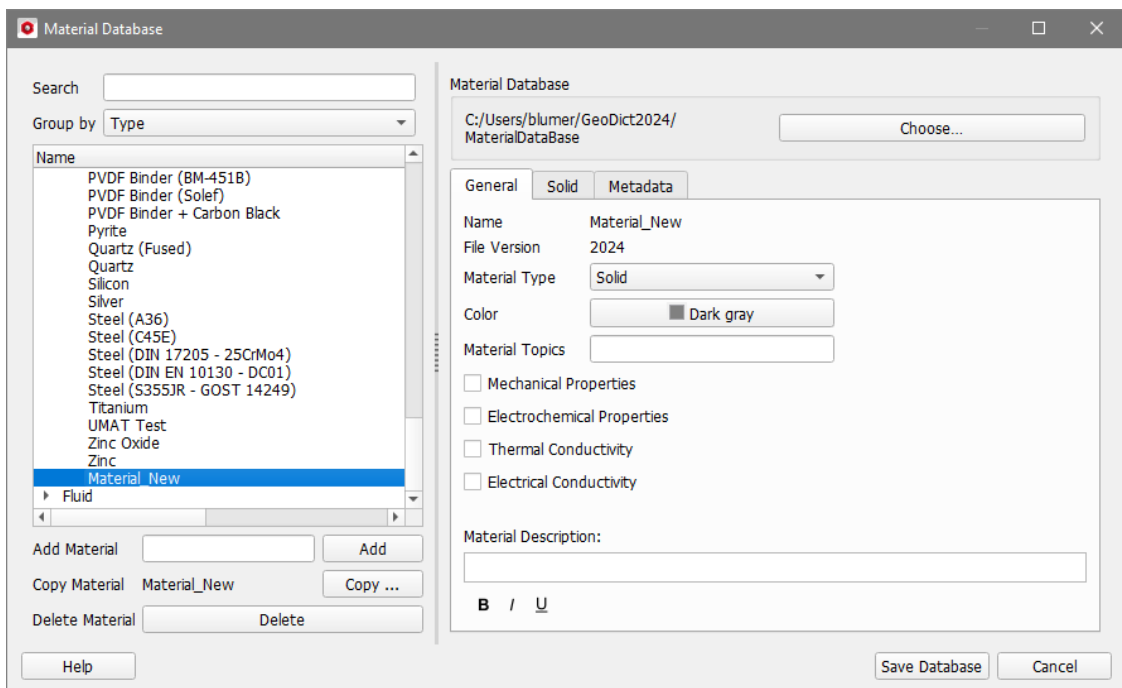 Material Database
Search
Group by Type
Name
PVDF Binder (BM-451B)
PVDF Binder (Solef)
PVDF Binder + Carbon Black
Pyrite
Quartz (Fused)
Quartz
Silicon
Silver
Steel (A36)
Steel (C45E)
Steel (DIN 17205 - 25CrMo4)
Steel (DIN EN 10130 - DC01)
Steel (S355JR - GOST 14249)
Titanium
UMAT Test
Zinc Oxide
Zinc
Material_New
Fluid
Add Material Add
Copy Material Material_New Copy ...
Delete Material Delete
Help
Material Database
C:/Users/blumer/GeoDict2024/
MaterialDataBase
Choose...
General Solid Metadata
Name Material_New
File Version 2024
Material Type Solid
Color Dark gray
Material Topics
Mechanical Properties
Electrochemical Properties
Thermal Conductivity
Electrical Conductivity
Material Description:
B I U
Save Database Cancel